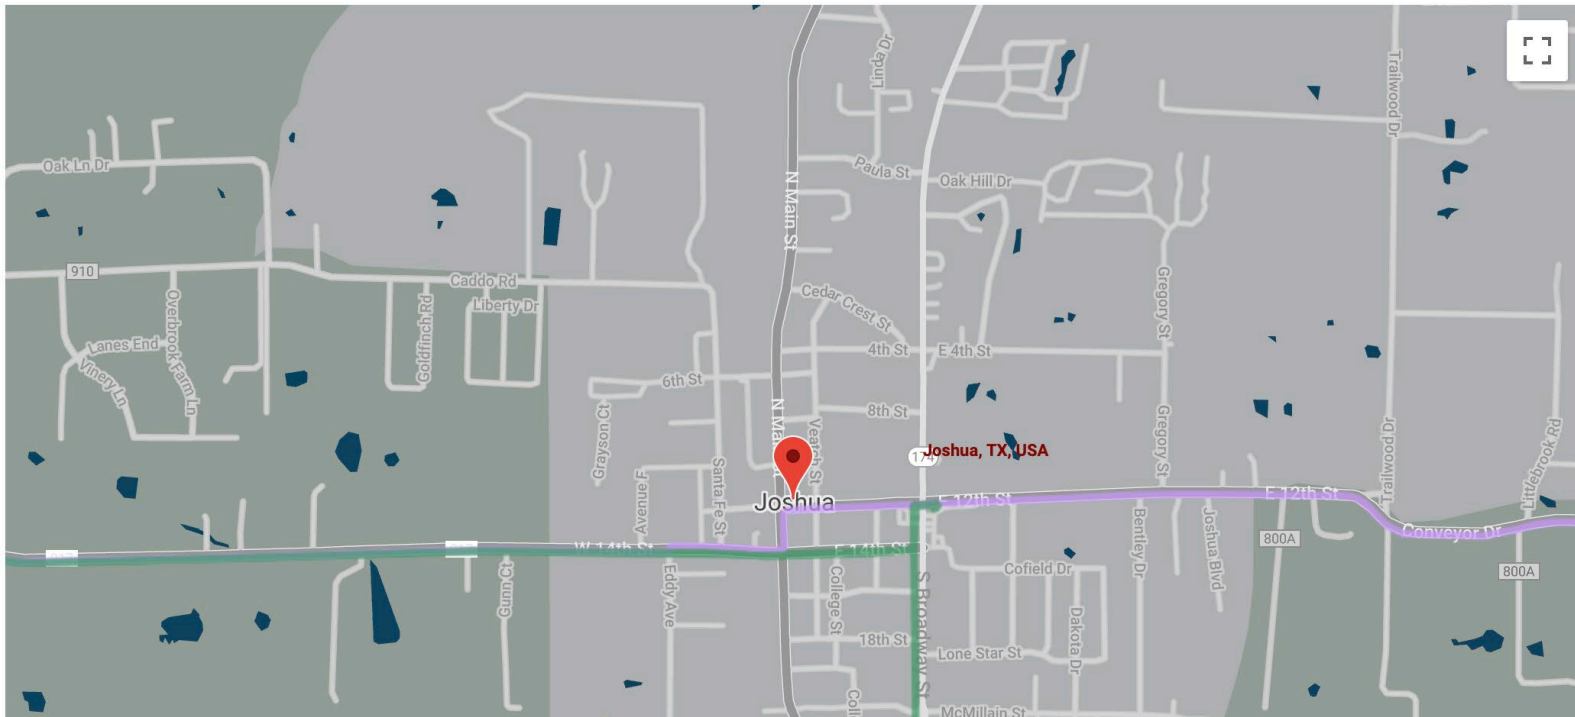 Linda Dr
Trailwood Dr
Oak Ln Dr
Paula St
Oak Hill Dr
N Main St
910
Caddo Rd
Liberty Dr
Goldfinch Rd
Overbrook Farm Ln
Cedar Crest St
Gregory St
Lanes End
Vinery Ln
4th St
E 4th St
6th St
8th St
Grayson Ct
Veatch St
Gregory St
Trailwood Dr
Littlebrook Rd
174
Joshua, TX, USA
Santa Fe St
Avenue F
Joshua
E 12th St
E 12th St
Conveyor Dr
W 14th St
E 14th St
Bentley Dr
Joshua Blvd
800A
800A
Gunn Ct
Eddy Ave
College St
S Broadway St
Cofield Dr
Dakota Dr
18th St
Lone Star St
McMillain St